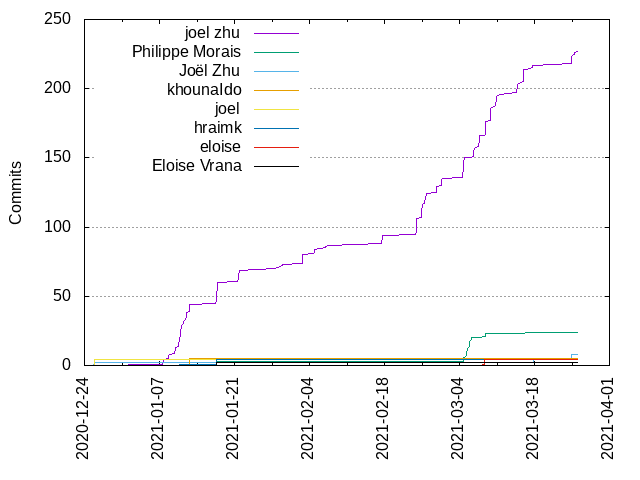 250
200
150
100
50
0
Commits
joel zhu
Philippe Morais
Joël Zhu
khounaldo
joel
hraimk
eloise
Eloise Vrana
2020-12-24
2021-01-07
2021-01-21
2021-02-04
2021-02-18
2021-03-04
2021-03-18
2021-04-01